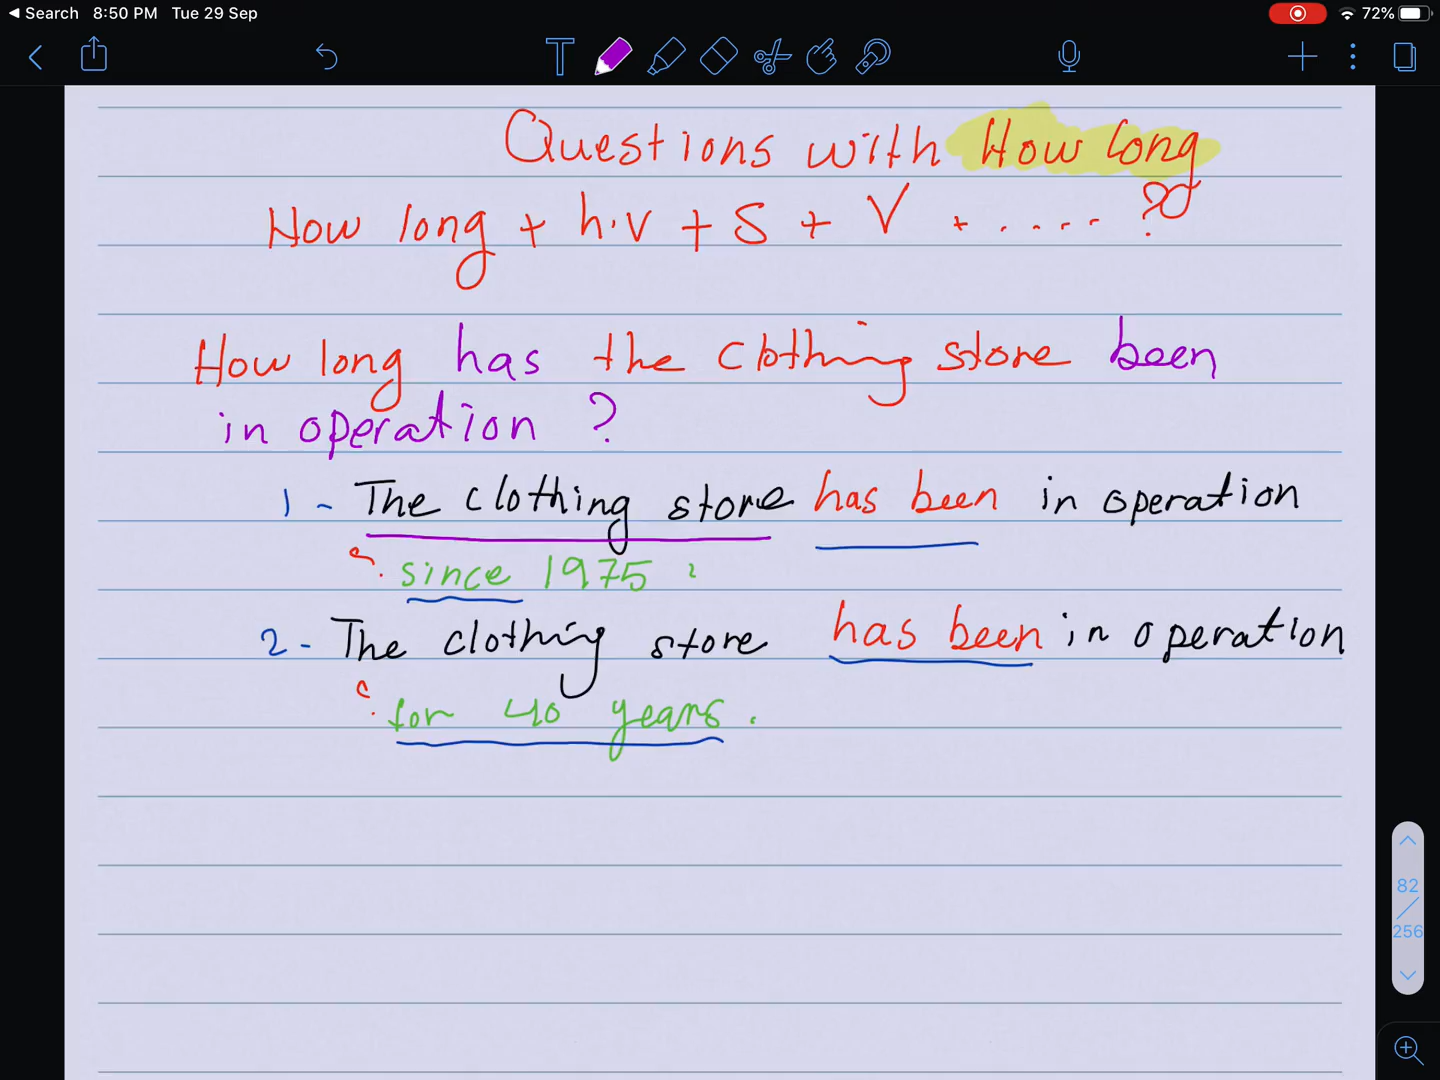 Search 8:50 PM Tue 29 Sep 72%
Questions with How long
How long + h.v + S + V + ..... ?
How long has the clothing store been
in operation ?
1 - The clothing store has been in operation
since 1975 .
2 - The clothing store has been in operation
for 40 years .
82
256